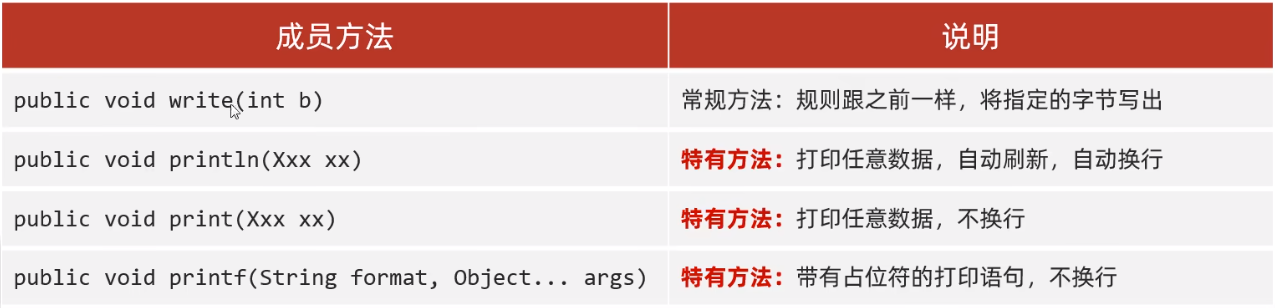 成员方法 说明
public void write(int b) 常规方法：规则跟之前一样，将指定的字节写出
public void println(Xxx xx) 特有方法：打印任意数据，自动刷新，自动换行
public void print(Xxx xx) 特有方法：打印任意数据，不换行
public void printf(String format, Object... args) 特有方法：带有占位符的打印语句，不换行